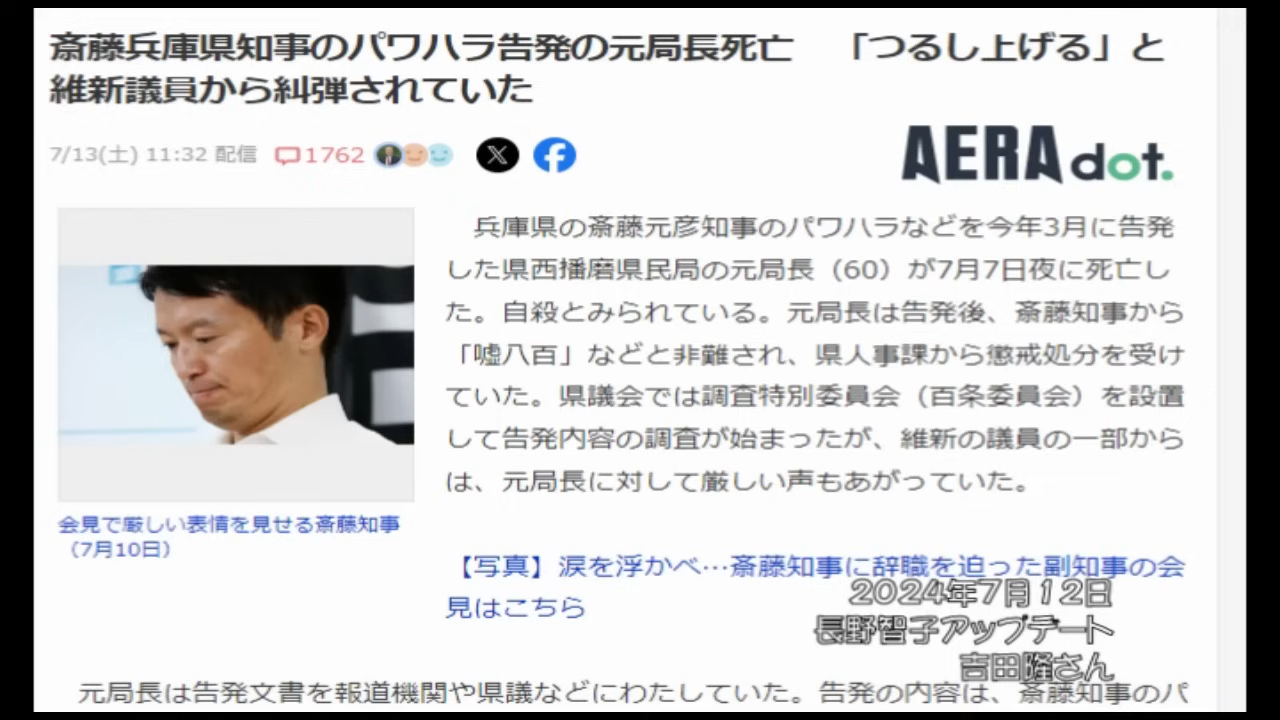 斎藤兵庫県知事のパワハラ告発の元局長死亡　「つるし上げる」と
維新議員から糾弾されていた
7/13(土) 11:32 配信 1762
AERA dot.
兵庫県の斎藤元彦知事のパワハラなどを今年3月に告発
した県西播磨県民局の元局長（60）が7月7日夜に死亡し
た。自殺とみられている。元局長は告発後、斎藤知事から
「嘘八百」などと非難され、県人事課から懲戒処分を受け
ていた。県議会では調査特別委員会（百条委員会）を設置
して告発内容の調査が始まったが、維新の議員の一部から
は、元局長に対して厳しい声もあがっていた。
会見で厳しい表情を見せる斎藤知事
（7月10日）
【写真】涙を浮かべ…斎藤知事に辞職を迫った副知事の会
見はこちら
2024年7月12日
長野智子アップデート
吉田隆さん
元局長は告発文書を報道機関や県議などにわたしていた。告発の内容は、斎藤知事のパ